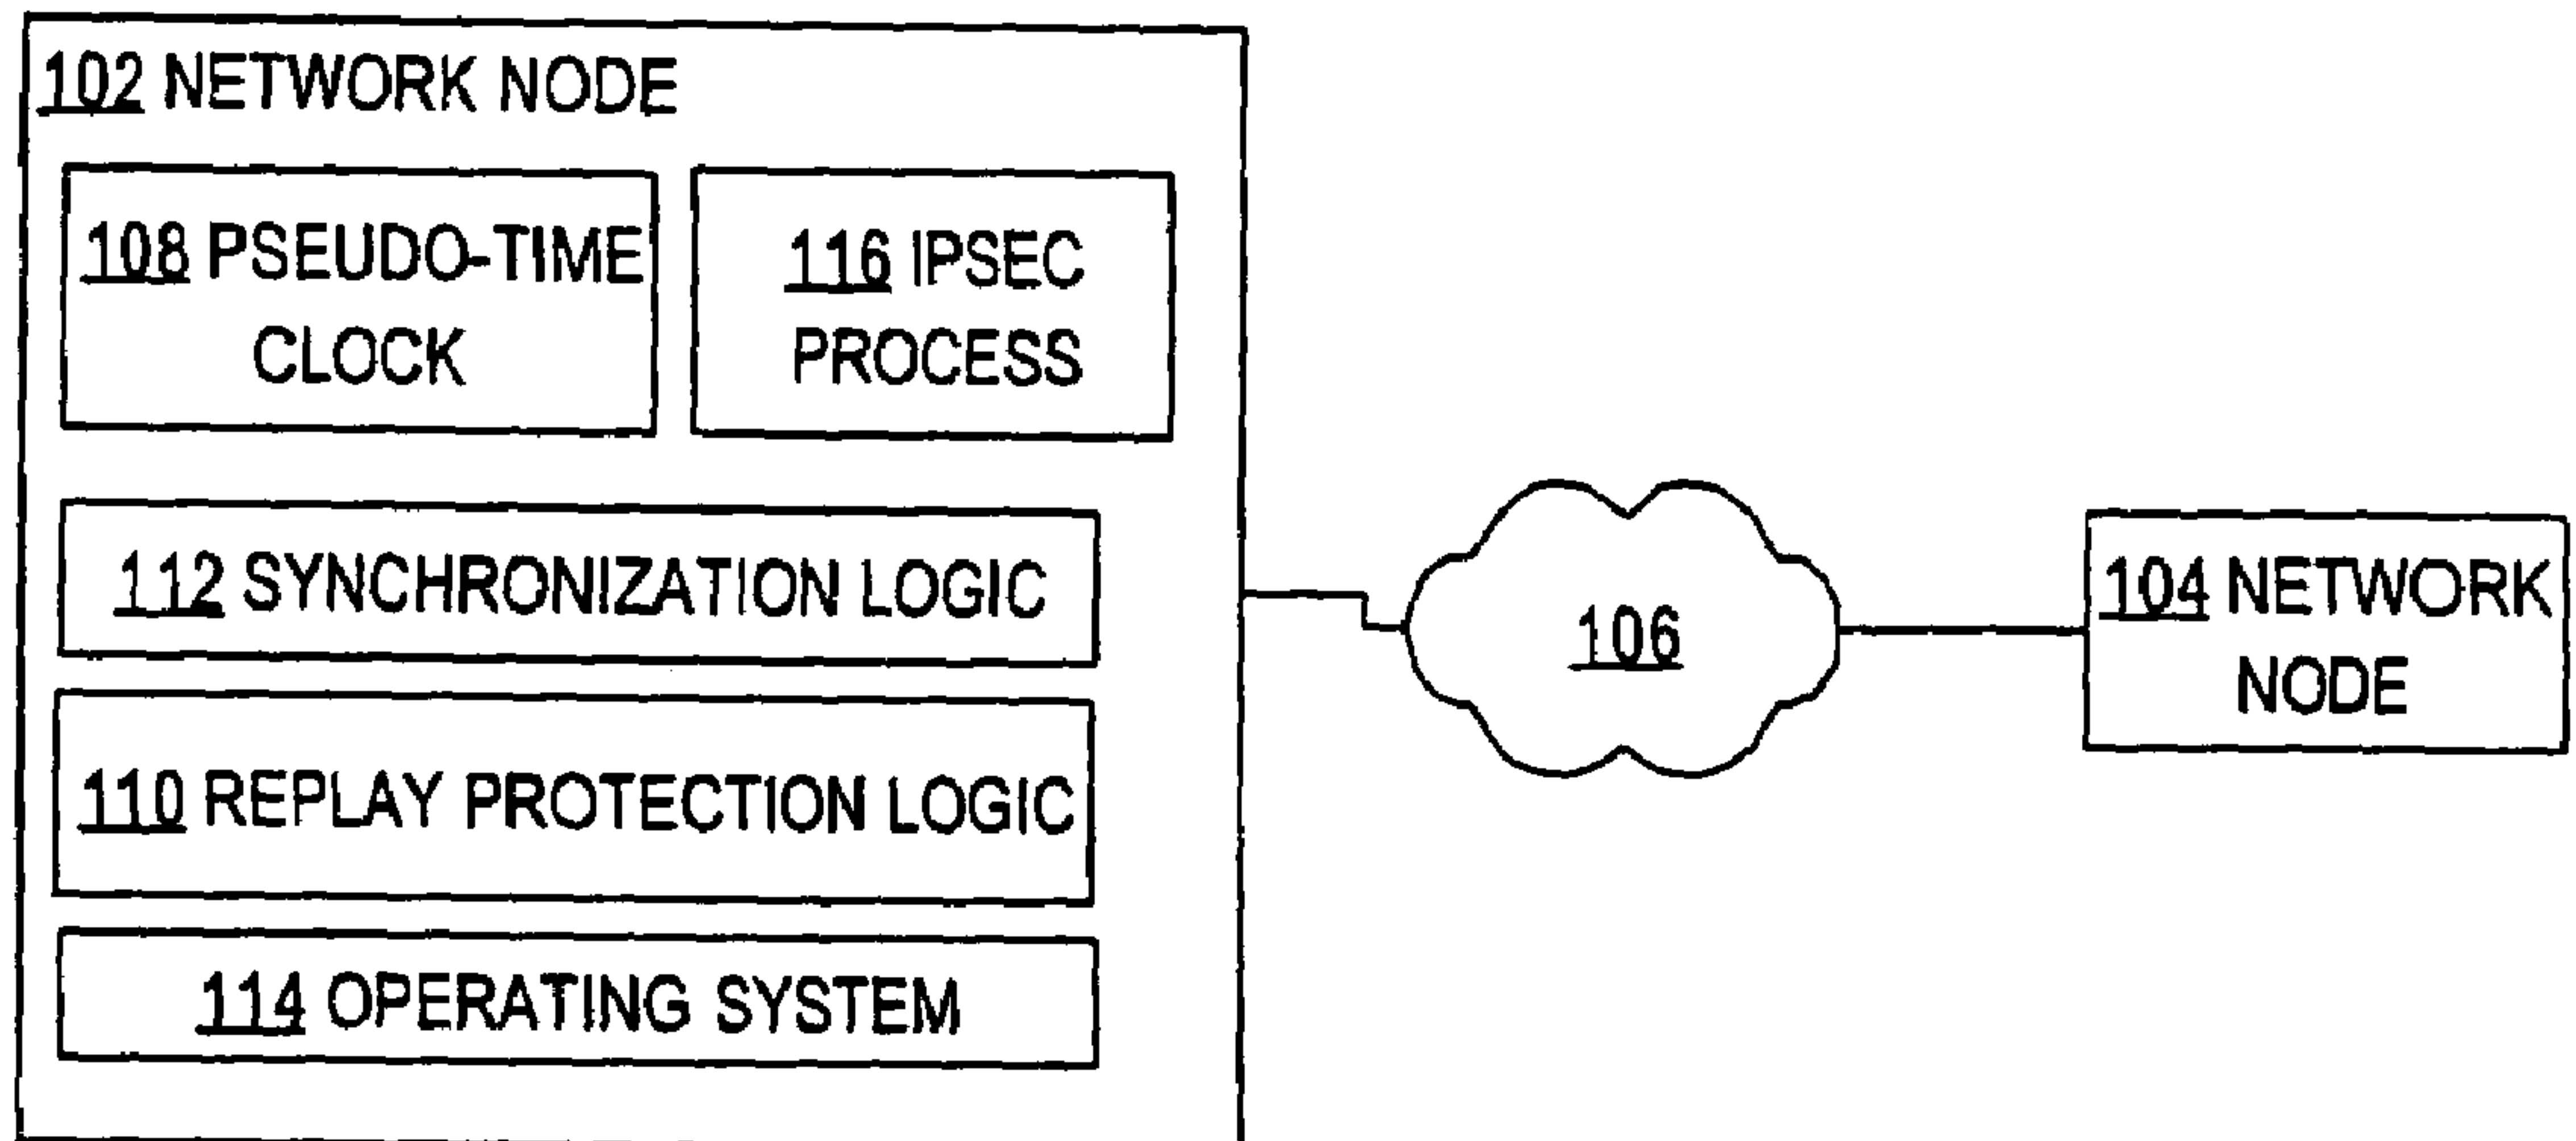 102 NETWORK NODE
108 PSEUDO-TIME
CLOCK
116 IPSEC
PROCESS
112 SYNCHRONIZATION LOGIC
110 REPLAY PROTECTION LOGIC
114 OPERATING SYSTEM
106
104 NETWORK
NODE